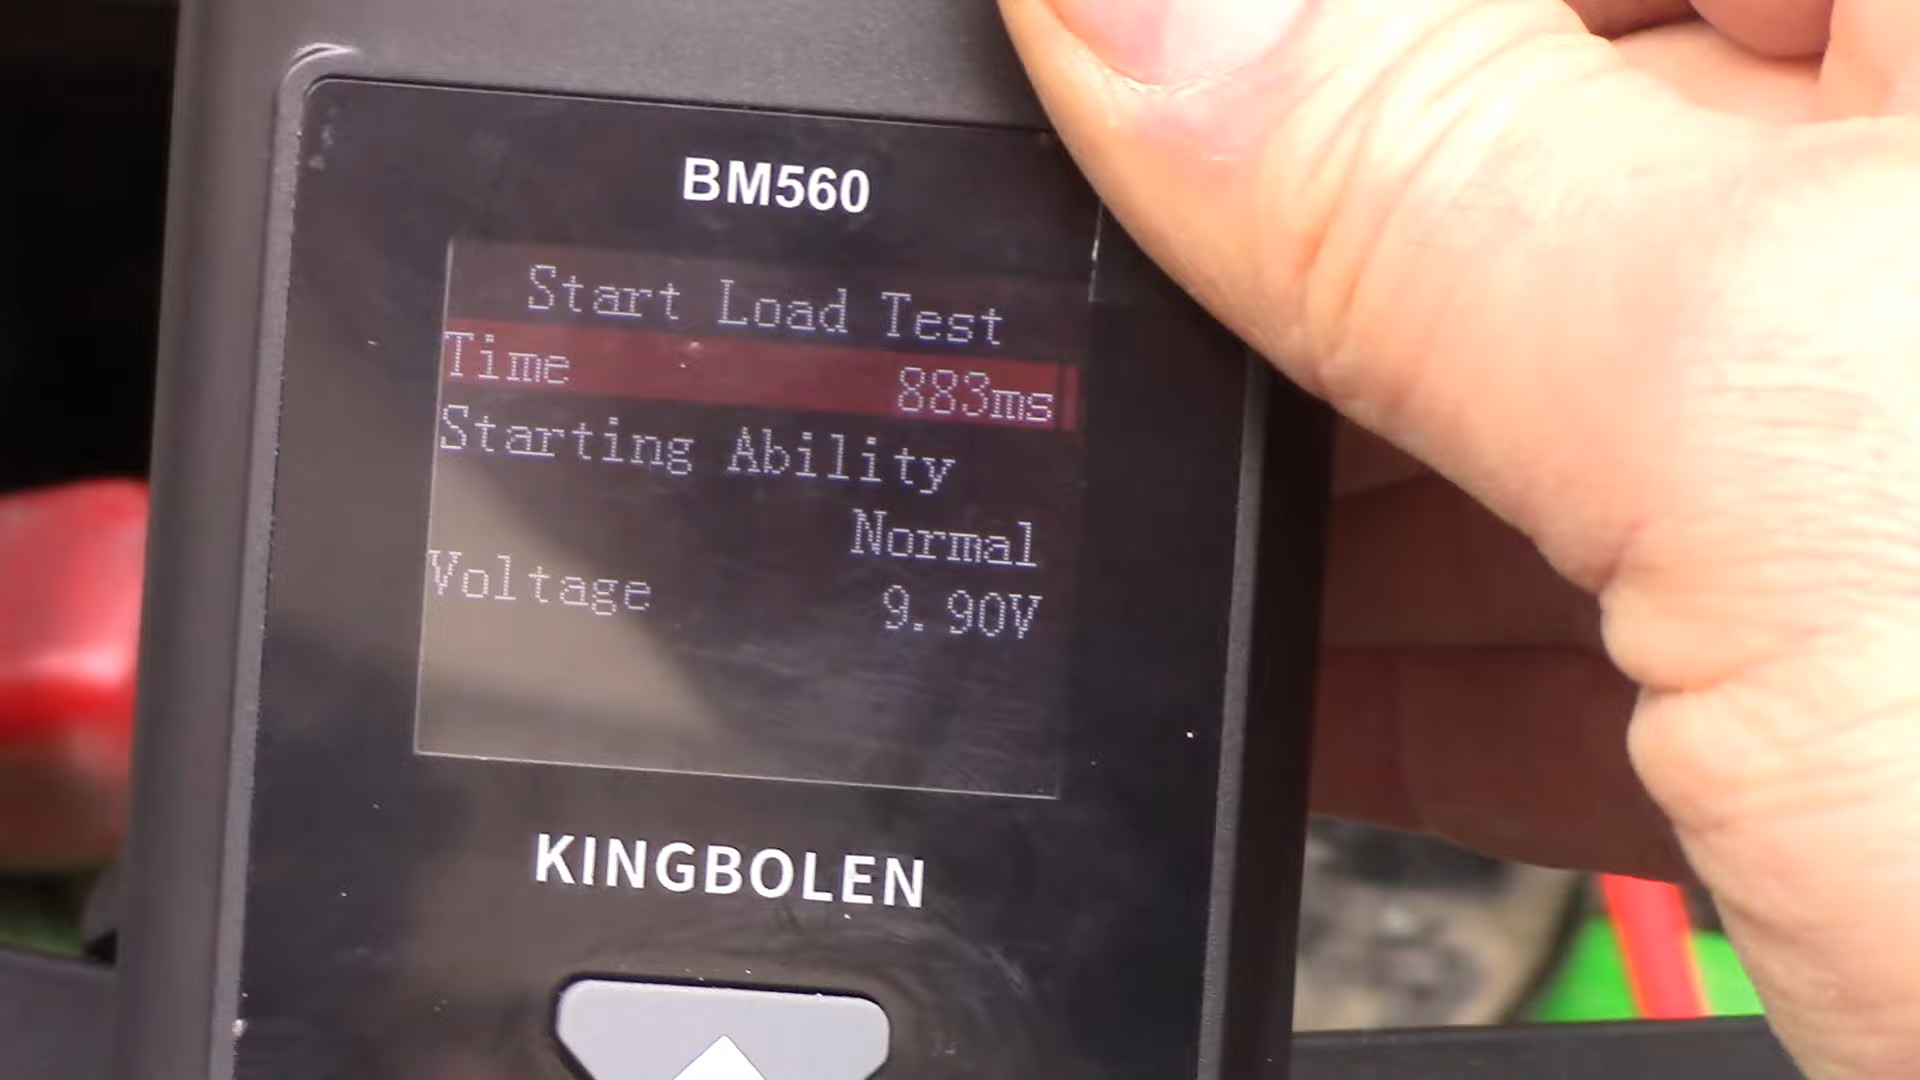 BM560
Start Load Test
Time 883ms
Starting Ability
Normal
Voltage 9.90V
KINGBOLEN